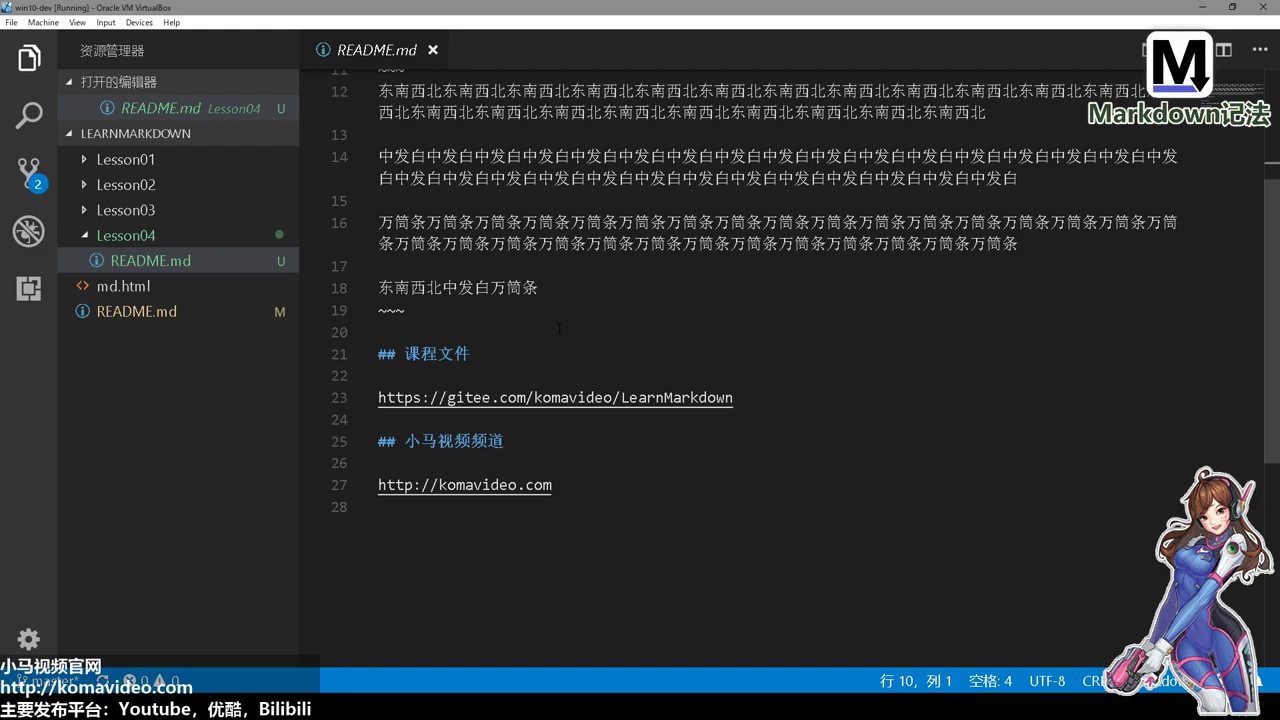 win10-dev [Running] - Oracle VM VirtualBox
File Machine View Input Devices Help
资源管理器
README.md
打开的编辑器
README.md Lesson04 U
LEARNMARKDOWN
Lesson01
Lesson02
Lesson03
Lesson04
README.md U
md.html
README.md M
2
11 ~~~
12 东南西北东南西北东南西北东南西北东南西北东南西北东南西北东南西北东南西北东南西北东南西北东南西北东南
西北东南西北东南西北东南西北东南西北东南西北东南西北东南西北东南西北东南西北
13
14 中发白中发白中发白中发白中发白中发白中发白中发白中发白中发白中发白中发白中发白中发白中发白中发白中发
白中发白中发白中发白中发白中发白中发白中发白中发白中发白中发白中发白中发白中发白
15
16 万筒条万筒条万筒条万筒条万筒条万筒条万筒条万筒条万筒条万筒条万筒条万筒条万筒条万筒条万筒条万筒条万筒
条万筒条万筒条万筒条万筒条万筒条万筒条万筒条万筒条万筒条万筒条万筒条万筒条万筒条
17
18 东南西北中发白万筒条
19 ~~~
20
21 ## 课程文件
22
23 https://gitee.com/komavideo/LearnMarkdown
24
25 ## 小马视频频道
26
27 http://komavideo.com
28
M
Markdown记法
小马视频官网
http://komavideo.com
主要发布平台：Youtube，优酷，Bilibili
master* 0 0
行 10，列 1 空格: 4 UTF-8